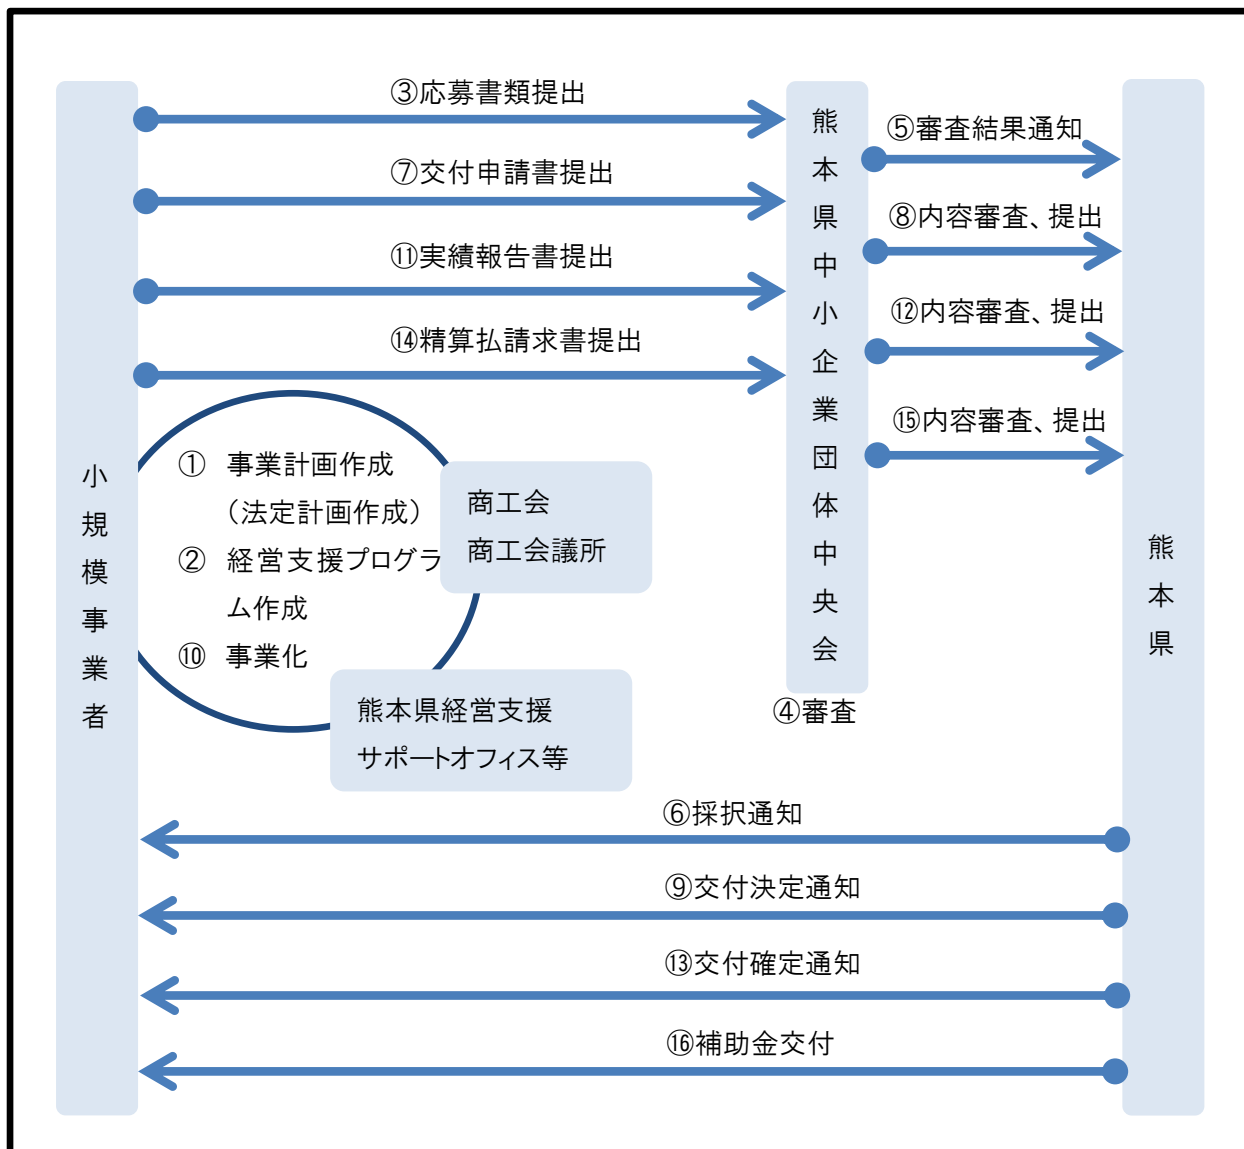 ③応募書類提出
⑦交付申請書提出
⑪実績報告書提出
⑭精算払請求書提出
熊本県中小企業団体中央会
⑤審査結果通知
⑧内容審査、提出
⑫内容審査、提出
⑮内容審査、提出
小規模事業者
① 事業計画作成
(法定計画作成)
② 経営支援プログラ
ム作成
⑩ 事業化
商工会
商工会議所
熊本県経営支援
サポートオフィス等
④審査
熊本県
⑥採択通知
⑨交付決定通知
⑬交付確定通知
⑯補助金交付